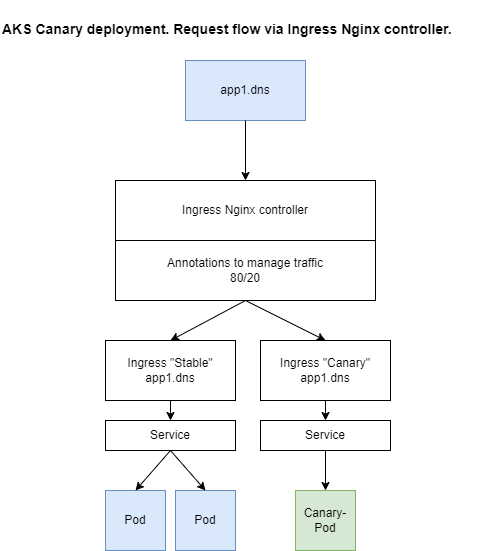 AKS Canary deployment. Request flow via Ingress Nginx controller.
app1.dns
Ingress Nginx controller
Annotations to manage traffic
80/20
Ingress "Stable"
app1.dns
Ingress "Canary"
app1.dns
Service
Service
Pod
Pod
Canary-
Pod